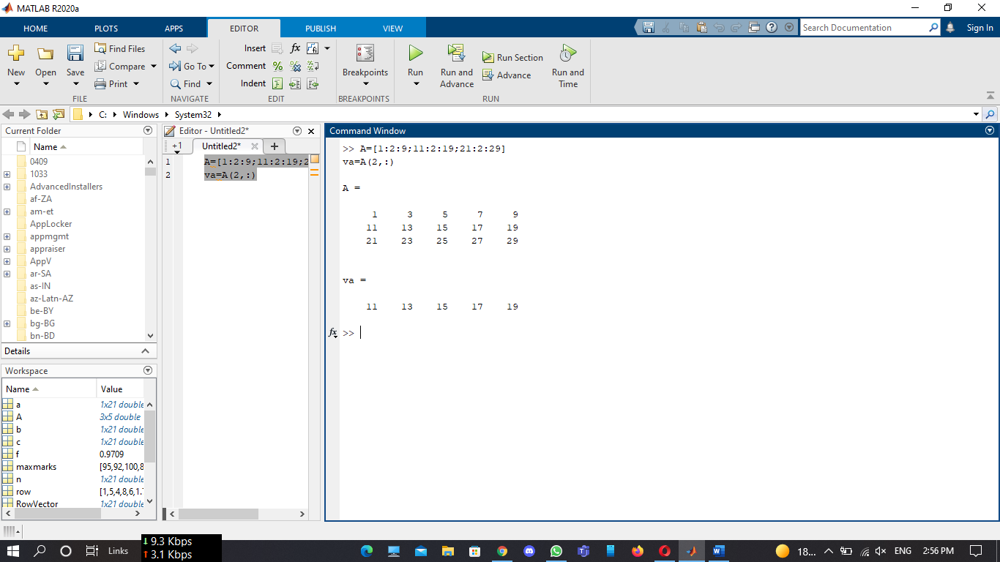 MATLAB R2020a
HOME PLOTS APPS EDITOR PUBLISH VIEW Search Documentation Sign In
New Open Save Find Files Compare Print
FILE
Go To Find
NAVIGATE
Insert fx
Comment %
Indent
EDIT
Breakpoints
BREAKPOINTS
Run Run and Advance Run Section Advance Run and Time
RUN
C: Windows System32
Current Folder
Name
0409
1033
AdvancedInstallers
af-ZA
am-et
AppLocker
appmgmt
appraiser
AppV
ar-SA
as-IN
az-Latn-AZ
be-BY
bg-BG
bn-BD
Details
Workspace
Name Value
a 1x21 double
A 3x5 double
b 1x21 double
c 1x21 double
f 0.9709
maxmarks [95,92,100,8
n 1x21 double
row [1,5,4,8,6,1.
RowVector 1x21 double
Editor - Untitled2*
+1 Untitled2* +
1 A=[1:2:9;11:2:19;2
2 va=A(2,:)
Command Window
>> A=[1:2:9;11:2:19;21:2:29]
va=A(2,:)
A =
1 3 5 7 9
11 13 15 17 19
21 23 25 27 29
va =
11 13 15 17 19
fx >>
Links
9.3 Kbps
3.1 Kbps
18... ENG 2:56 PM